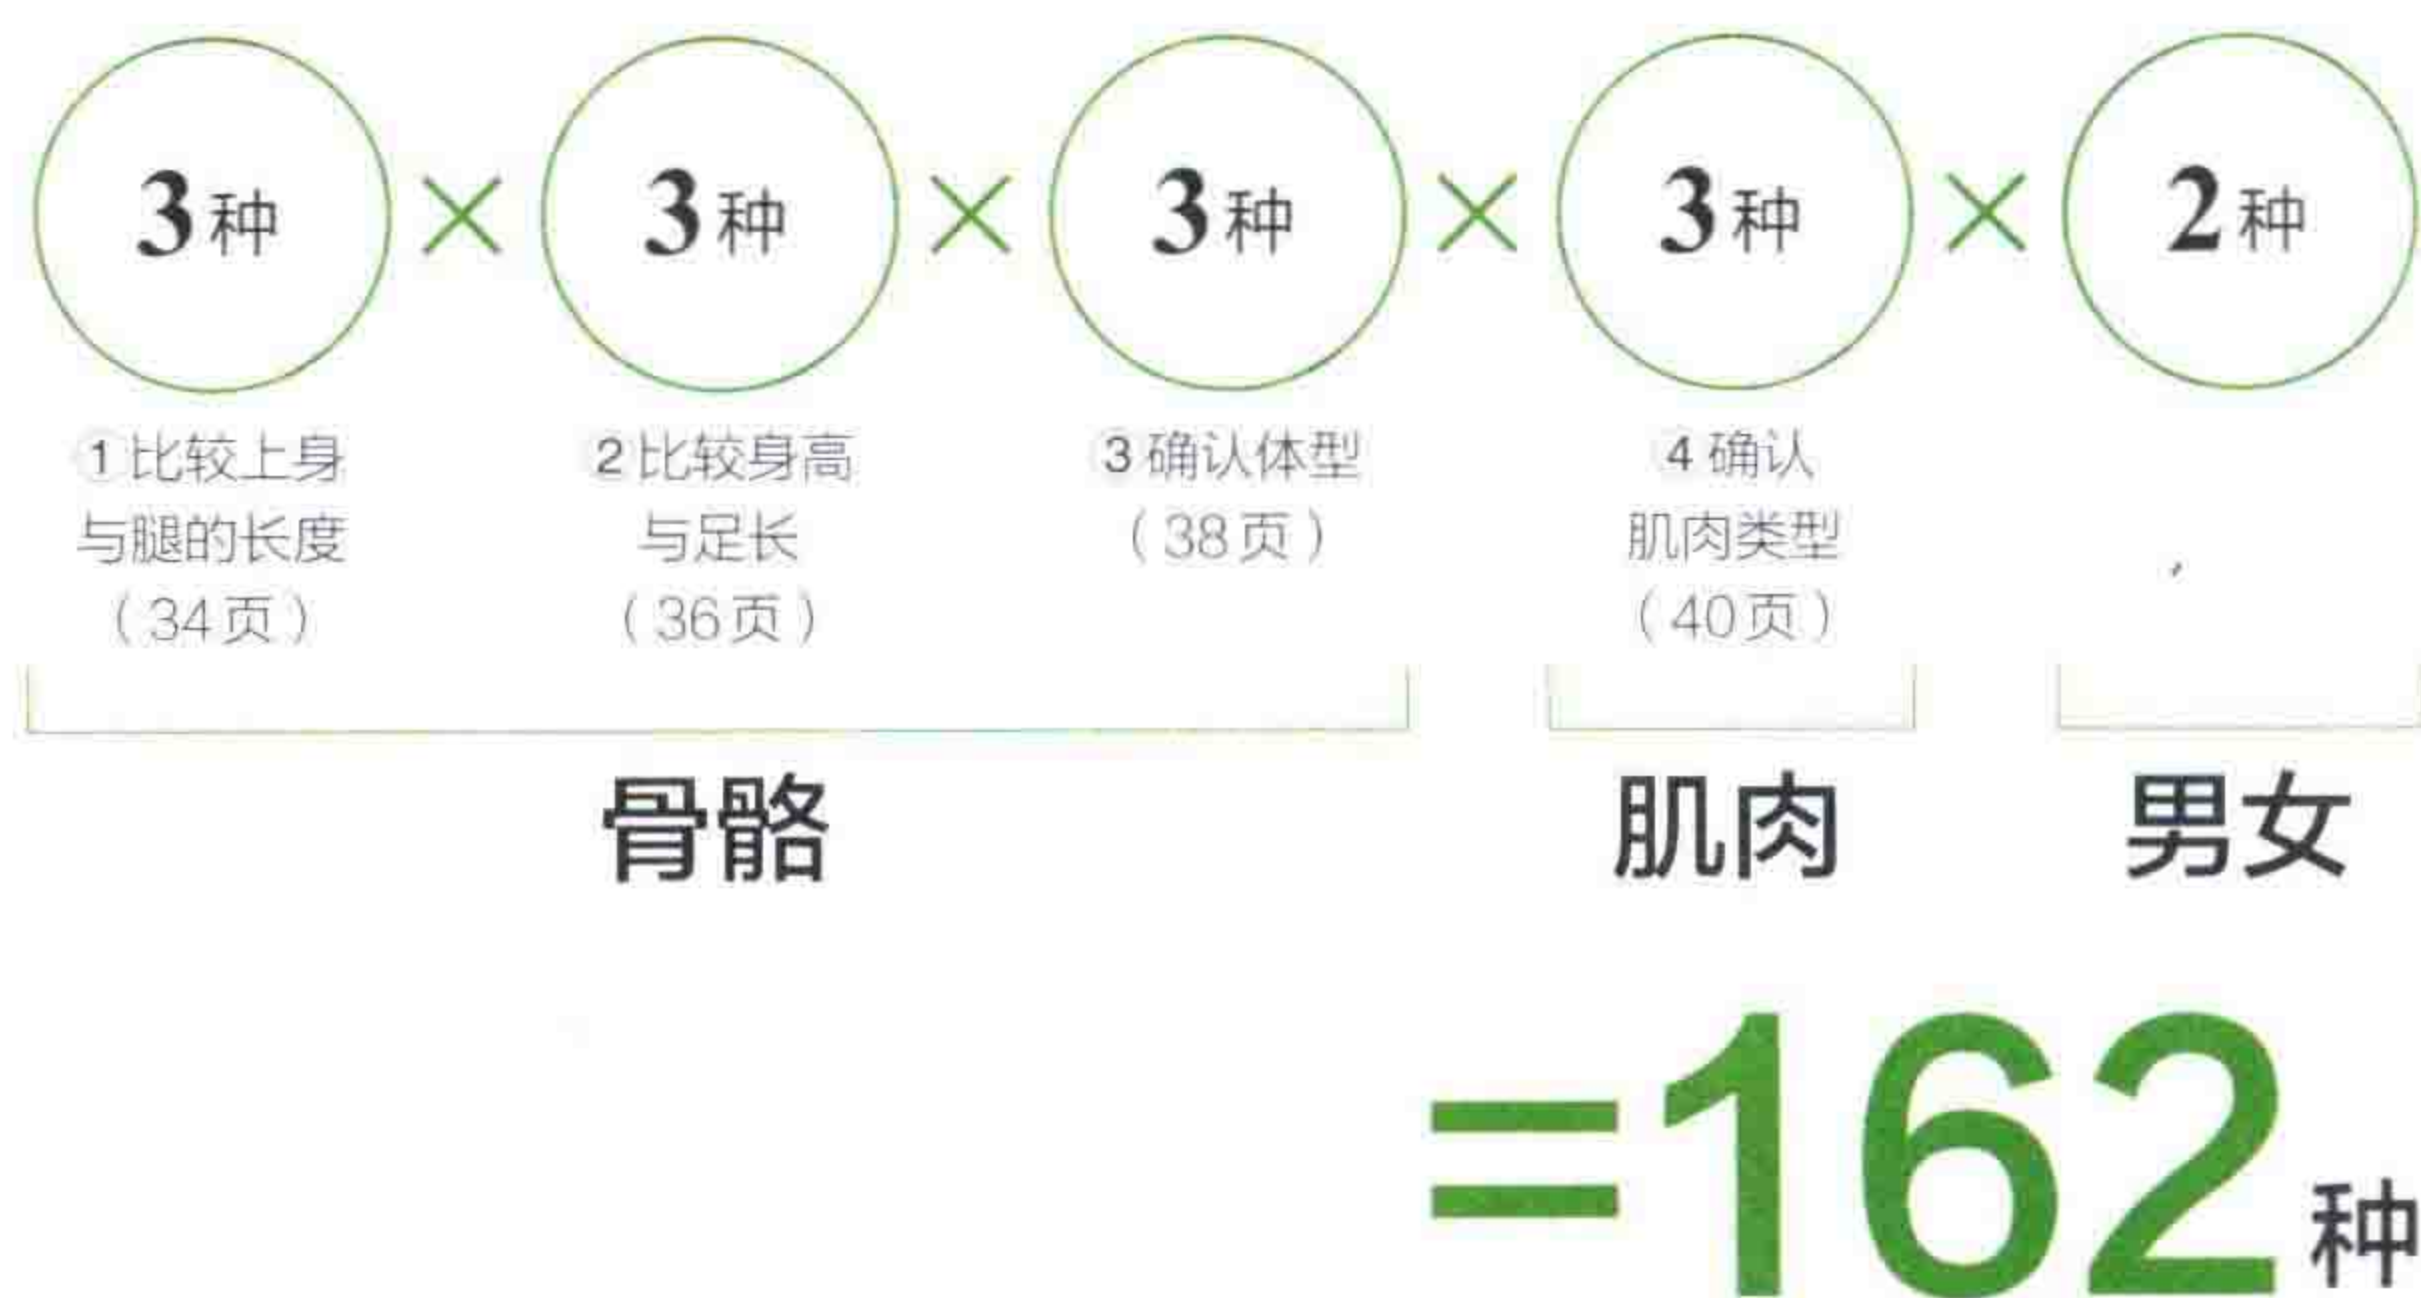 3种 × 3种 × 3种 × 3种 × 2种
1 比较上身
与腿的长度
（34页）
2 比较身高
与足长
（36页）
3 确认体型
（38页）
4 确认
肌肉类型
（40页）
骨骼
肌肉
男女
=162种